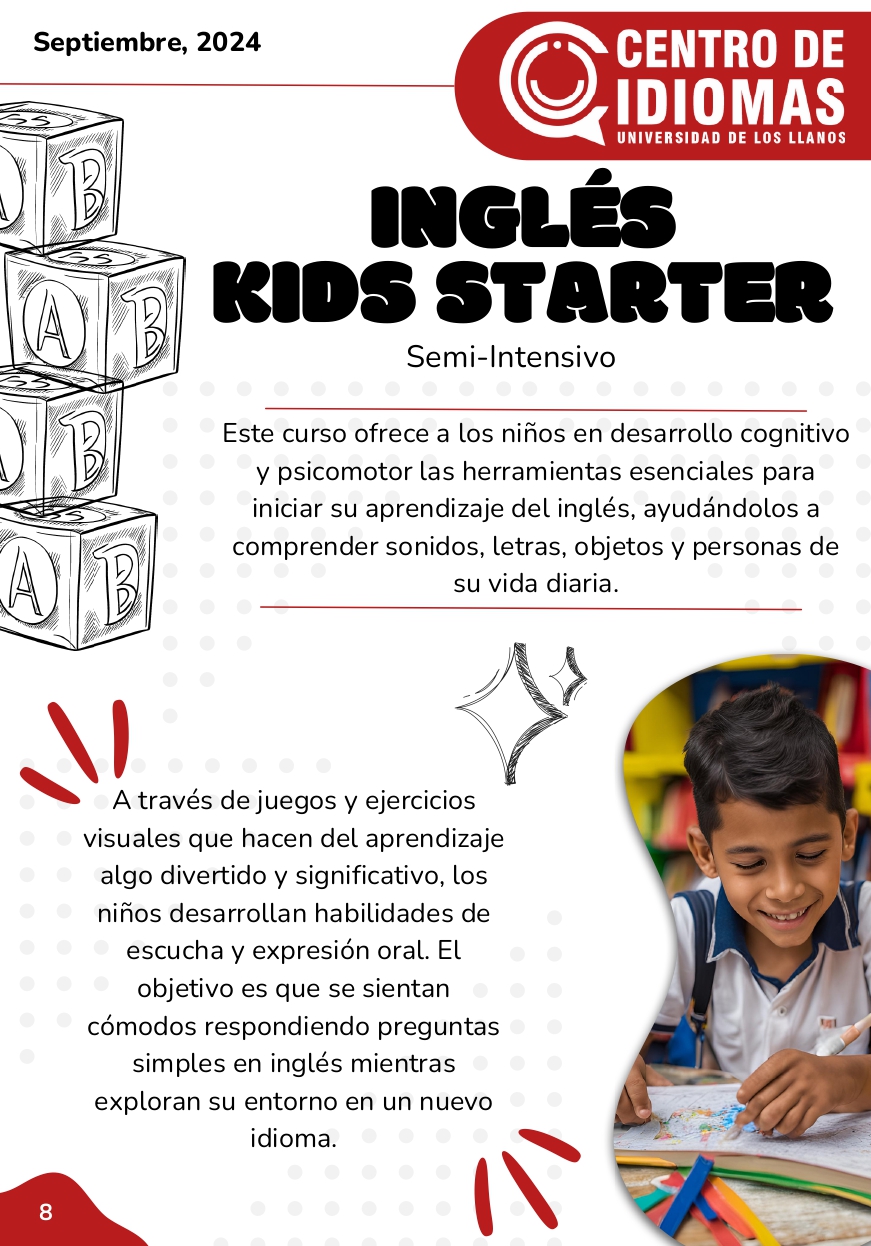 Septiembre, 2024
CENTRO DE
IDIOMAS
UNIVERSIDAD DE LOS LLANOS
INGLÉS
KIDS STARTER
Semi-Intensivo
Este curso ofrece a los niños en desarrollo cognitivo
y psicomotor las herramientas esenciales para
iniciar su aprendizaje del inglés, ayudándolos a
comprender sonidos, letras, objetos y personas de
su vida diaria.
A B
A B
A B
A B
A través de juegos y ejercicios
visuales que hacen del aprendizaje
algo divertido y significativo, los
niños desarrollan habilidades de
escucha y expresión oral. El
objetivo es que se sientan
cómodos respondiendo preguntas
simples en inglés mientras
exploran su entorno en un nuevo
idioma.
8